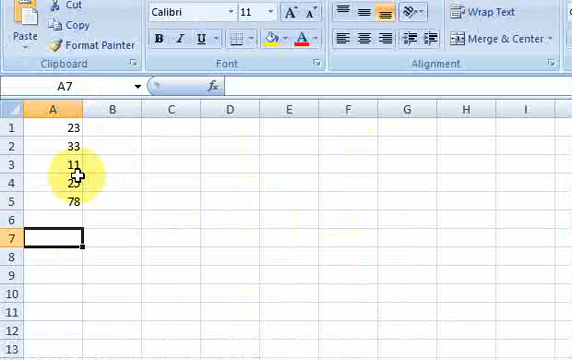 Cut
Calibri 11 A A Wrap Text
Paste Copy
Format Painter B I U A Merge & Center
Clipboard Font Alignment
A7 fx
A B C D E F G H I
1 23
2 33
3 11
4
5 78
6
7
8
9
10
11
12
13